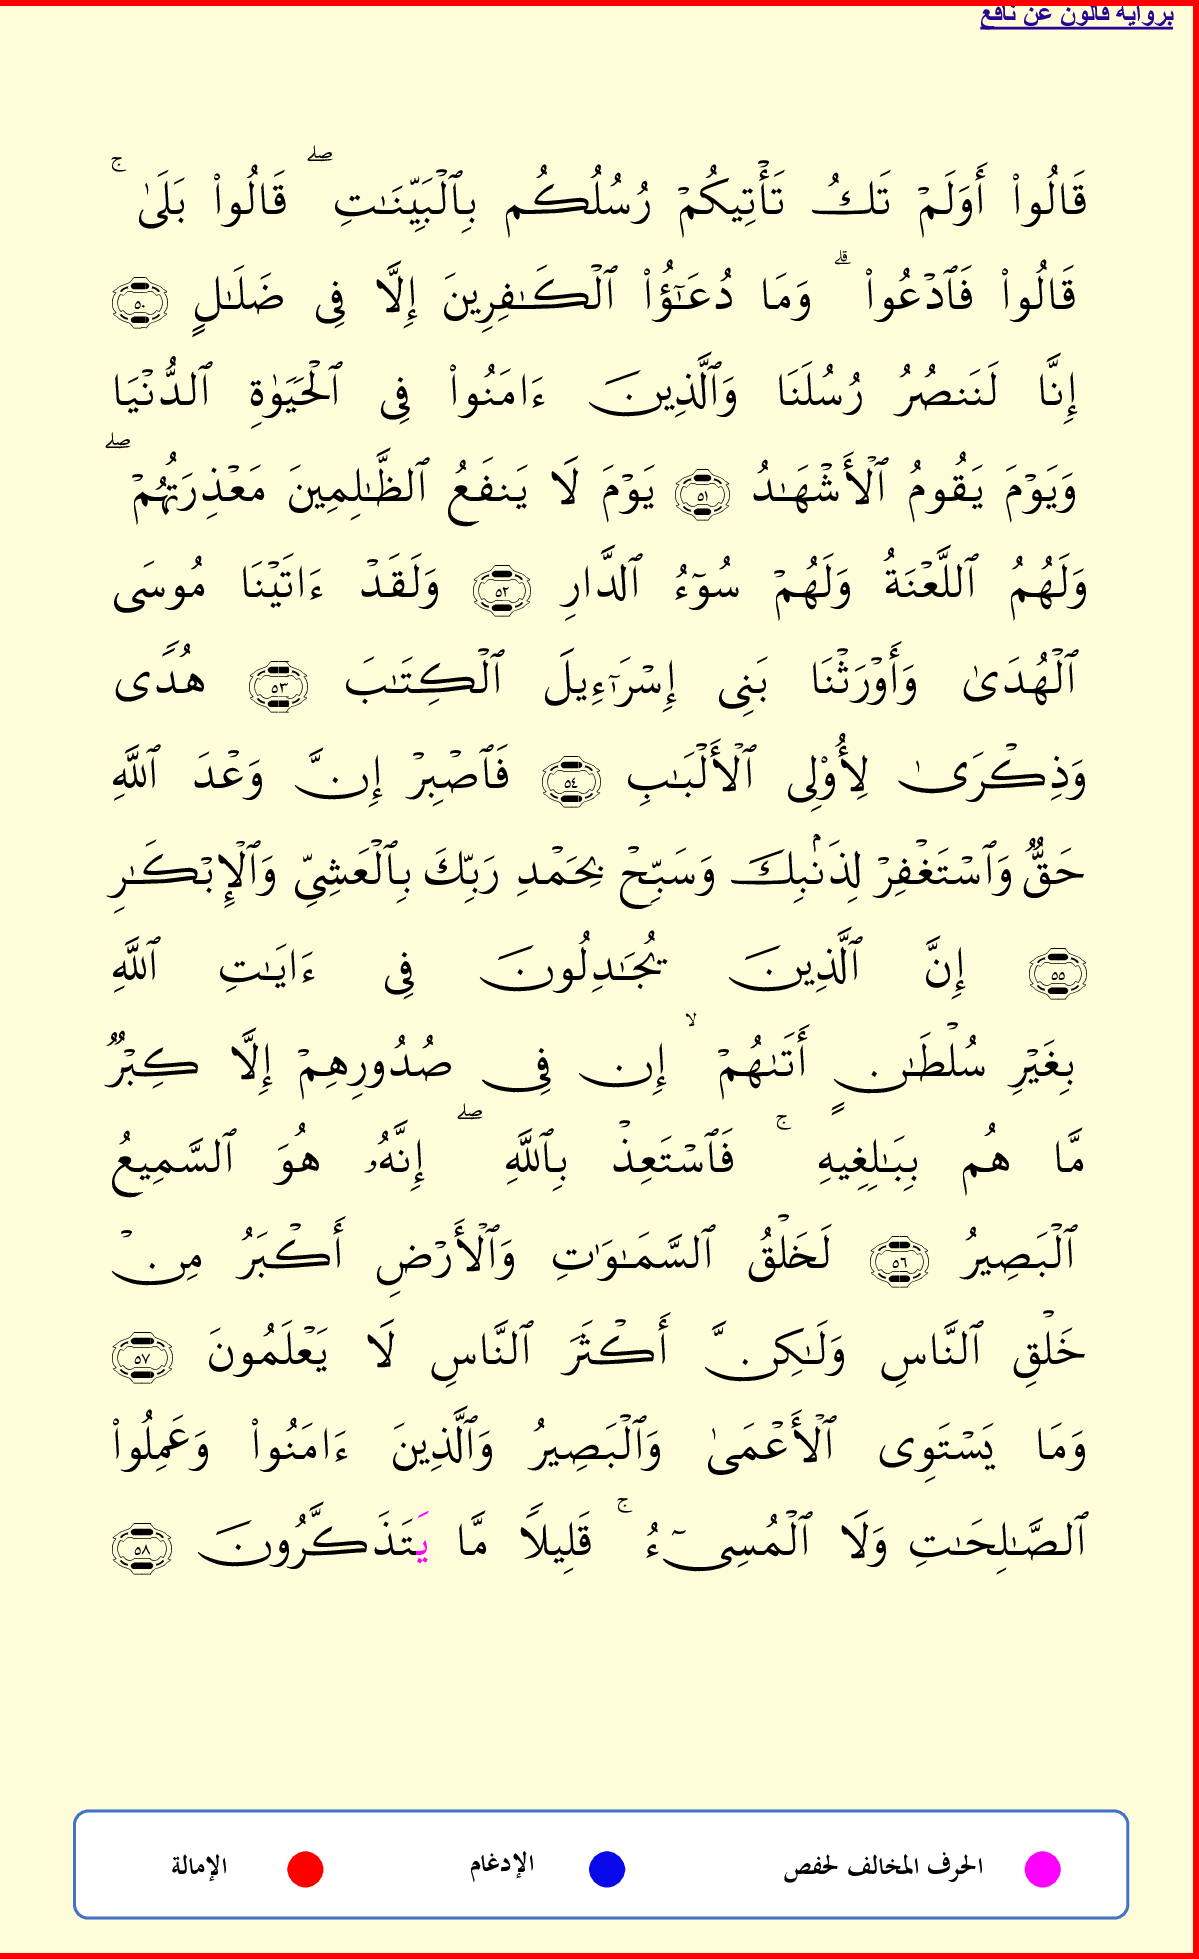 برواية قالون عن نافع
قَالُوا۟ أَوَلَمْ تَكُ تَأْتِيكُمْ رُسُلُكُم بِٱلْبَيِّنَٰتِ ۖ قَالُوا۟ بَلَىٰ ۚ
قَالُوا۟ فَٱدْعُوا۟ ۗ وَمَا دُعَٰٓؤُا۟ ٱلْكَٰفِرِينَ إِلَّا فِى ضَلَٰلٍ ٥٠
إِنَّا لَنَنصُرُ رُسُلَنَا وَٱلَّذِينَ ءَامَنُوا۟ فِى ٱلْحَيَوٰةِ ٱلدُّنْيَا
وَيَوْمَ يَقُومُ ٱلْأَشْهَٰدُ ٥١ يَوْمَ لَا يَنفَعُ ٱلظَّٰلِمِينَ مَعْذِرَتُهُمْ ۖ
وَلَهُمُ ٱللَّعْنَةُ وَلَهُمْ سُوٓءُ ٱلدَّارِ ٥٢ وَلَقَدْ ءَاتَيْنَا مُوسَى
ٱلْهُدَىٰ وَأَوْرَثْنَا بَنِى إِسْرَٰٓءِيلَ ٱلْكِتَٰبَ ٥٣ هُدًى
وَذِكْرَىٰ لِأُو۟لِى ٱلْأَلْبَٰبِ ٥٤ فَٱصْبِرْ إِنَّ وَعْدَ ٱللَّهِ
حَقٌّ وَٱسْتَغْفِرْ لِذَنۢبِكَ وَسَبِّحْ بِحَمْدِ رَبِّكَ بِٱلْعَشِىِّ وَٱلْإِبْكَٰرِ
٥٥ إِنَّ ٱلَّذِينَ يُجَٰدِلُونَ فِى ءَايَٰتِ ٱللَّهِ
بِغَيْرِ سُلْطَٰنٍ أَتَىٰهُمْ ۙ إِن فِى صُدُورِهِمْ إِلَّا كِبْرٌ
مَّا هُم بِبَٰلِغِيهِ ۚ فَٱسْتَعِذْ بِٱللَّهِ ۖ إِنَّهُۥ هُوَ ٱلسَّمِيعُ
ٱلْبَصِيرُ ٥٦ لَخَلْقُ ٱلسَّمَٰوَٰتِ وَٱلْأَرْضِ أَكْبَرُ مِنْ
خَلْقِ ٱلنَّاسِ وَلَٰكِنَّ أَكْثَرَ ٱلنَّاسِ لَا يَعْلَمُونَ ٥٧
وَمَا يَسْتَوِى ٱلْأَعْمَىٰ وَٱلْبَصِيرُ وَٱلَّذِينَ ءَامَنُوا۟ وَعَمِلُوا۟
ٱلصَّٰلِحَٰتِ وَلَا ٱلْمُسِىٓءُ ۚ قَلِيلًا مَّا يَتَذَكَّرُونَ ٥٨
الحرف المخالف لحفص
الإدغام
الإمالة